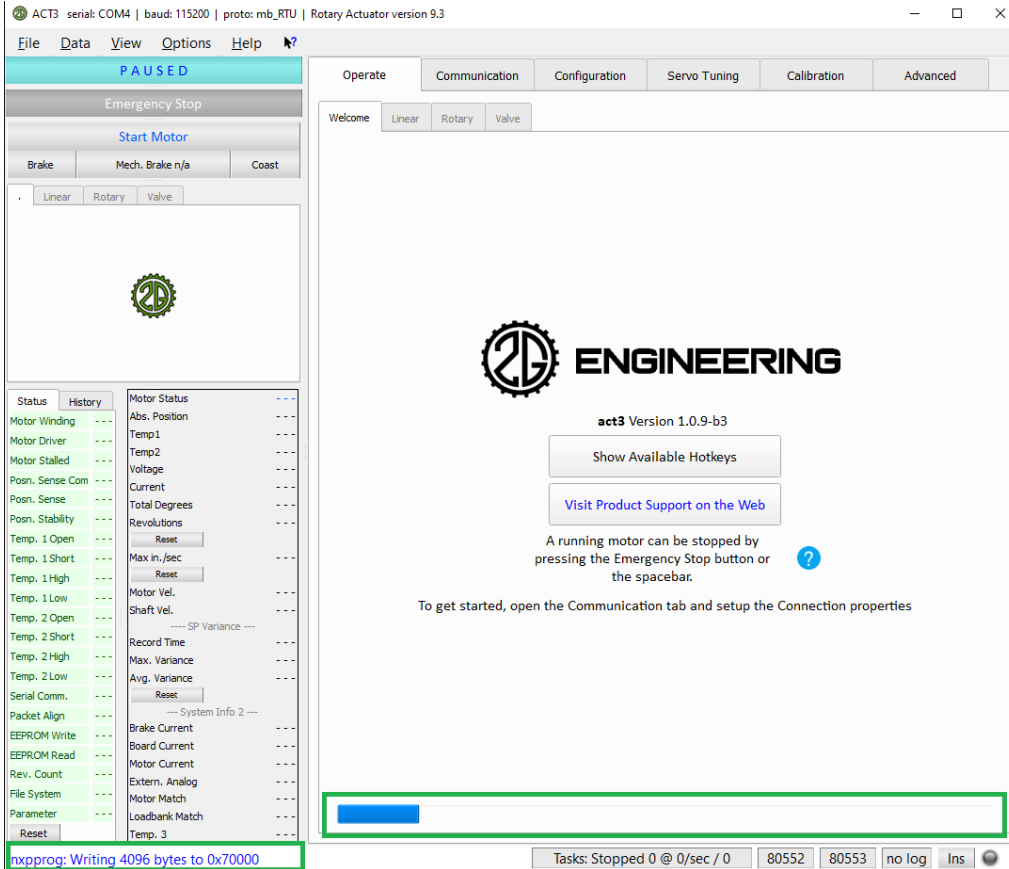 ACT3 serial: COM4 | baud: 115200 | proto: mb_RTU | Rotary Actuator version 9.3
File Data View Options Help ?
PAUSED
Emergency Stop
Start Motor
Brake Mech. Brake n/a Coast
. Linear Rotary Valve
2G
Status History
Motor Winding ---
Motor Driver ---
Motor Stalled ---
Posn. Sense Com ---
Posn. Sense ---
Posn. Stability ---
Temp. 1 Open ---
Temp. 1 Short ---
Temp. 1 High ---
Temp. 1 Low ---
Temp. 2 Open ---
Temp. 2 Short ---
Temp. 2 High ---
Temp. 2 Low ---
Serial Comm. ---
Packet Align ---
EEPROM Write ---
EEPROM Read ---
Rev. Count ---
File System ---
Parameter ---
Reset
Motor Status ---
Abs. Position ---
Temp1 ---
Temp2 ---
Voltage ---
Current ---
Total Degrees ---
Revolutions ---
Reset
Max in./sec ---
Reset
Motor Vel. ---
Shaft Vel. ---
---- SP Variance ---
Record Time ---
Max. Variance ---
Avg. Variance ---
Reset
--- System Info 2 ---
Brake Current ---
Board Current ---
Motor Current ---
Extern. Analog ---
Motor Match ---
Loadbank Match ---
Temp. 3 ---
Operate Communication Configuration Servo Tuning Calibration Advanced
Welcome Linear Rotary Valve
2G ENGINEERING
act3 Version 1.0.9-b3
Show Available Hotkeys
Visit Product Support on the Web
A running motor can be stopped by
pressing the Emergency Stop button or
the spacebar.
?
To get started, open the Communication tab and setup the Connection properties
nxpprog: Writing 4096 bytes to 0x70000
Tasks: Stopped 0 @ 0/sec / 0 80552 80553 no log Ins